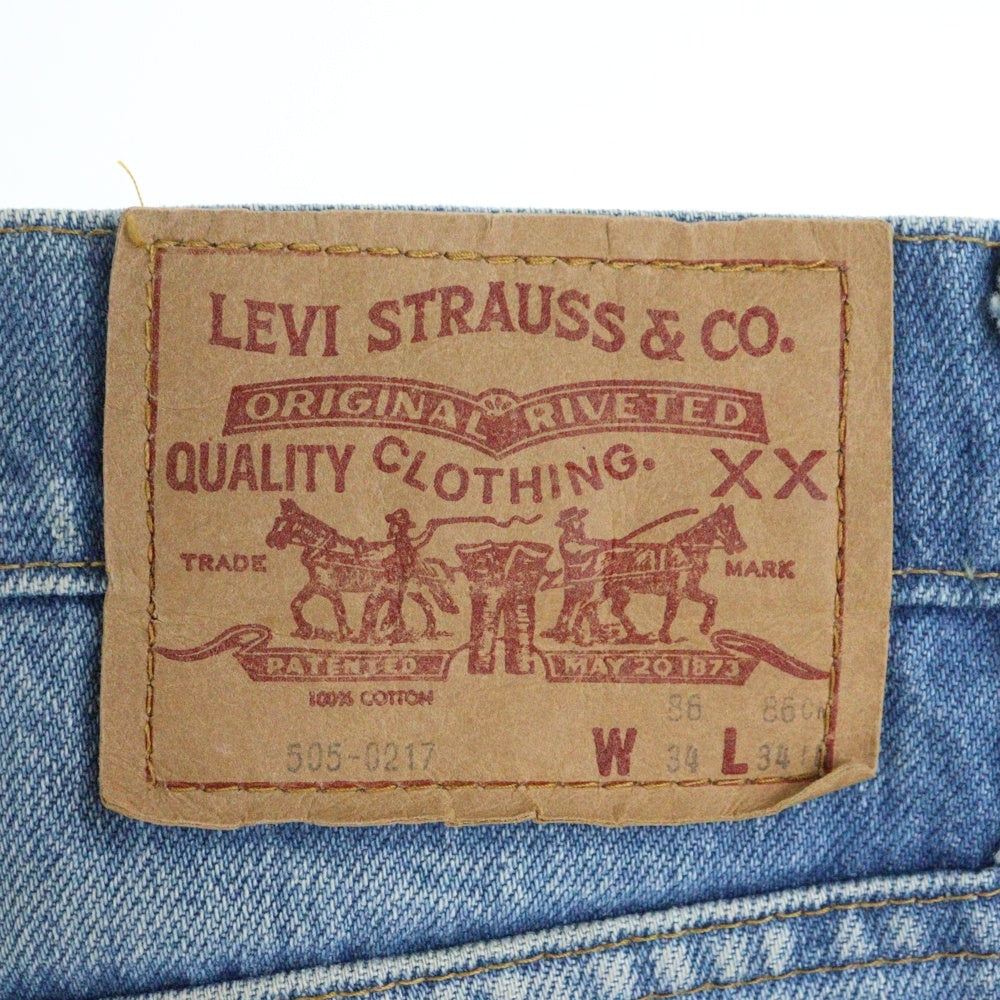 LEVI STRAUSS & CO.
ORIGINAL RIVETED
QUALITY CLOTHING. XX
TRADE MARK
PATENTED MAY 20 1873
100% COTTON
86 86CM
505-0217 W 34 L 34